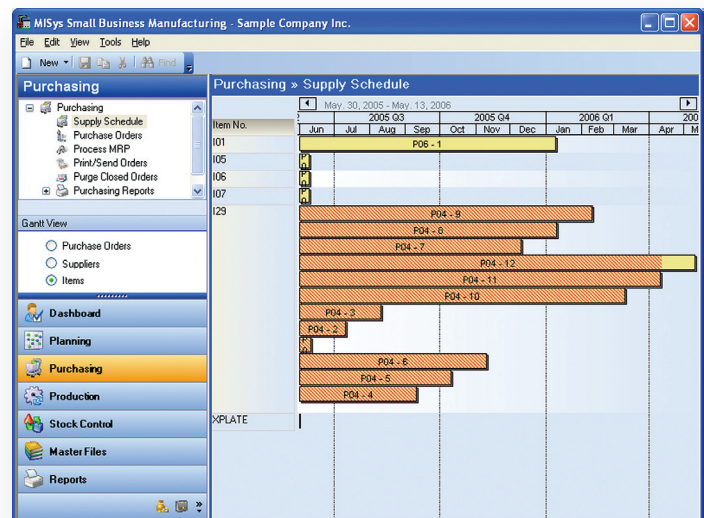 MISys Small Business Manufacturing - Sample Company Inc.
File Edit View Tools Help
New Find
Purchasing
Purchasing
Supply Schedule
Purchase Orders
Process MRP
Print/Send Orders
Purge Closed Orders
Purchasing Reports
Gantt View
Purchase Orders
Suppliers
Items
Dashboard
Planning
Purchasing
Production
Stock Control
Master Files
Reports
Purchasing » Supply Schedule
May. 30, 2005 - May. 13, 2006
Item No.
2005 Q3 2005 Q4 2006 Q1 200
Jun Jul Aug Sep Oct Nov Dec Jan Feb Mar Apr M
I01 P06 - 1
I05
I06
I07
I29 P04 - 9
P04 - 8
P04 - 7
P04 - 12
P04 - 11
P04 - 10
P04 - 3
P04 - 2
P04 - 6
P04 - 5
P04 - 4
XPLATE